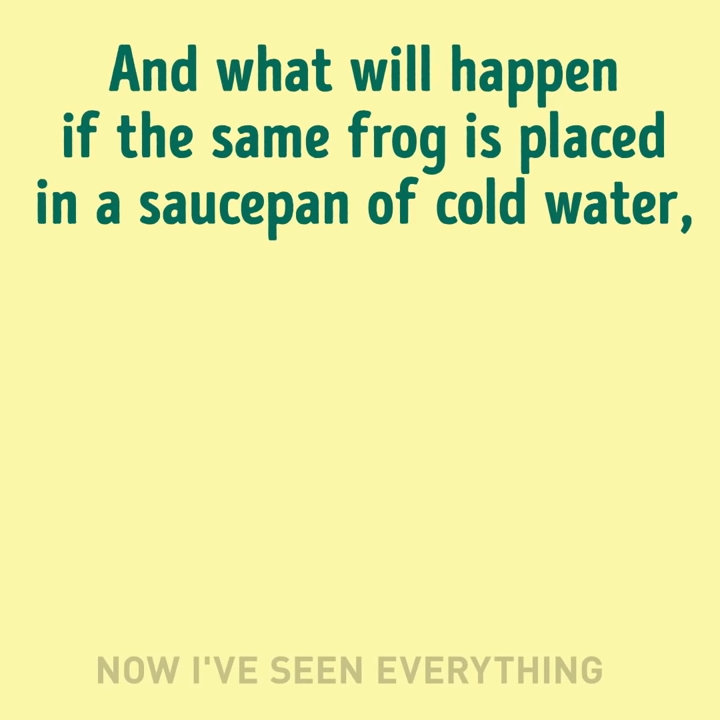 And what will happen
if the same frog is placed
in a saucepan of cold water,
NOW I'VE SEEN EVERYTHING